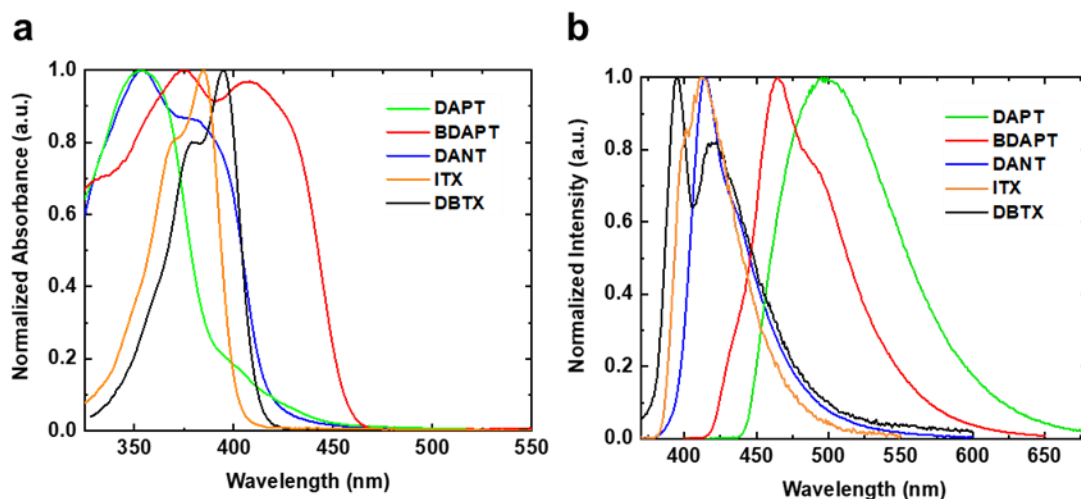 a
Normalized Absorbance (a.u.)
1.0
0.8
0.6
0.4
0.2
0.0
350
400
450
500
550
Wavelength (nm)
DAPT
BDAPT
DANT
ITX
DBTX
b
Normalized Intensity (a.u.)
1.0
0.8
0.6
0.4
0.2
0.0
400
450
500
550
600
650
Wavelength (nm)
DAPT
BDAPT
DANT
ITX
DBTX